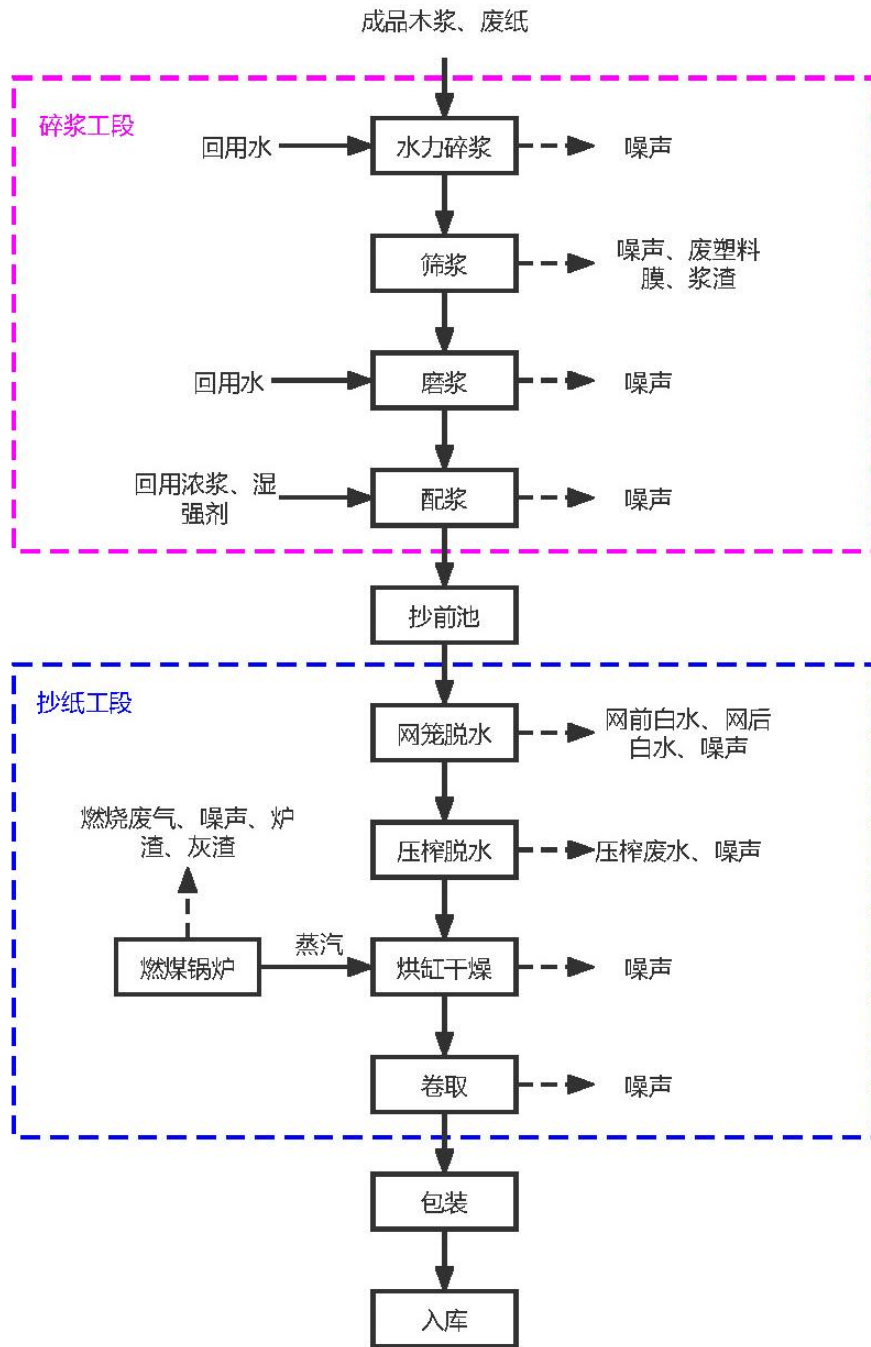 成品木浆、废纸
碎浆工段
回用水
水力碎浆
噪声
筛浆
噪声、废塑料
膜、浆渣
回用水
磨浆
噪声
回用浓浆、湿
强剂
配浆
噪声
抄前池
抄纸工段
网笼脱水
网前白水、网后
白水、噪声
燃烧废气、噪声、炉
渣、灰渣
压榨脱水
压榨废水、噪声
燃煤锅炉
蒸汽
烘缸干燥
噪声
卷取
噪声
包装
入库